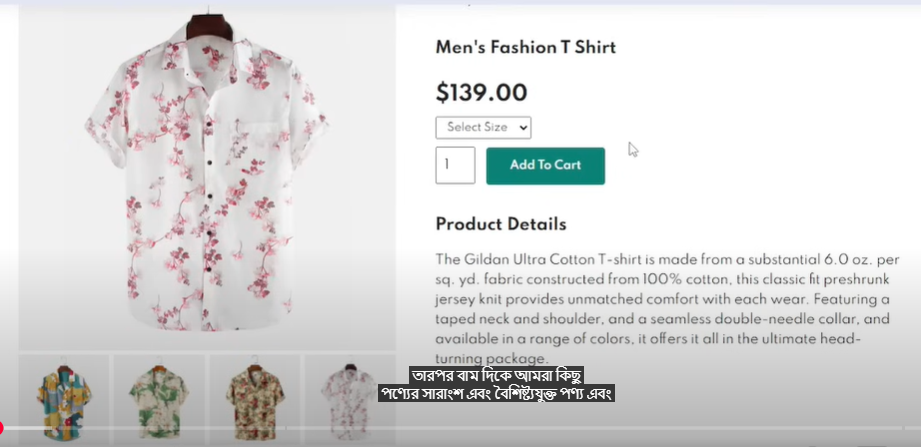 Men's Fashion T Shirt
$139.00
Select Size
1
Add To Cart
Product Details
The Gildan Ultra Cotton T-shirt is made from a substantial 6.0 oz. per
sq. yd. fabric constructed from 100% cotton, this classic fit preshrunk
jersey knit provides unmatched comfort with each wear. Featuring a
taped neck and shoulder, and a seamless double-needle collar, and
available in a range of colors, it offers it all in the ultimate head-
turning package.
তারপর বাম দিকে আমরা কিছু
পণ্যের সারাংশ এবং বৈশিষ্ট্যযুক্ত পণ্য এবং